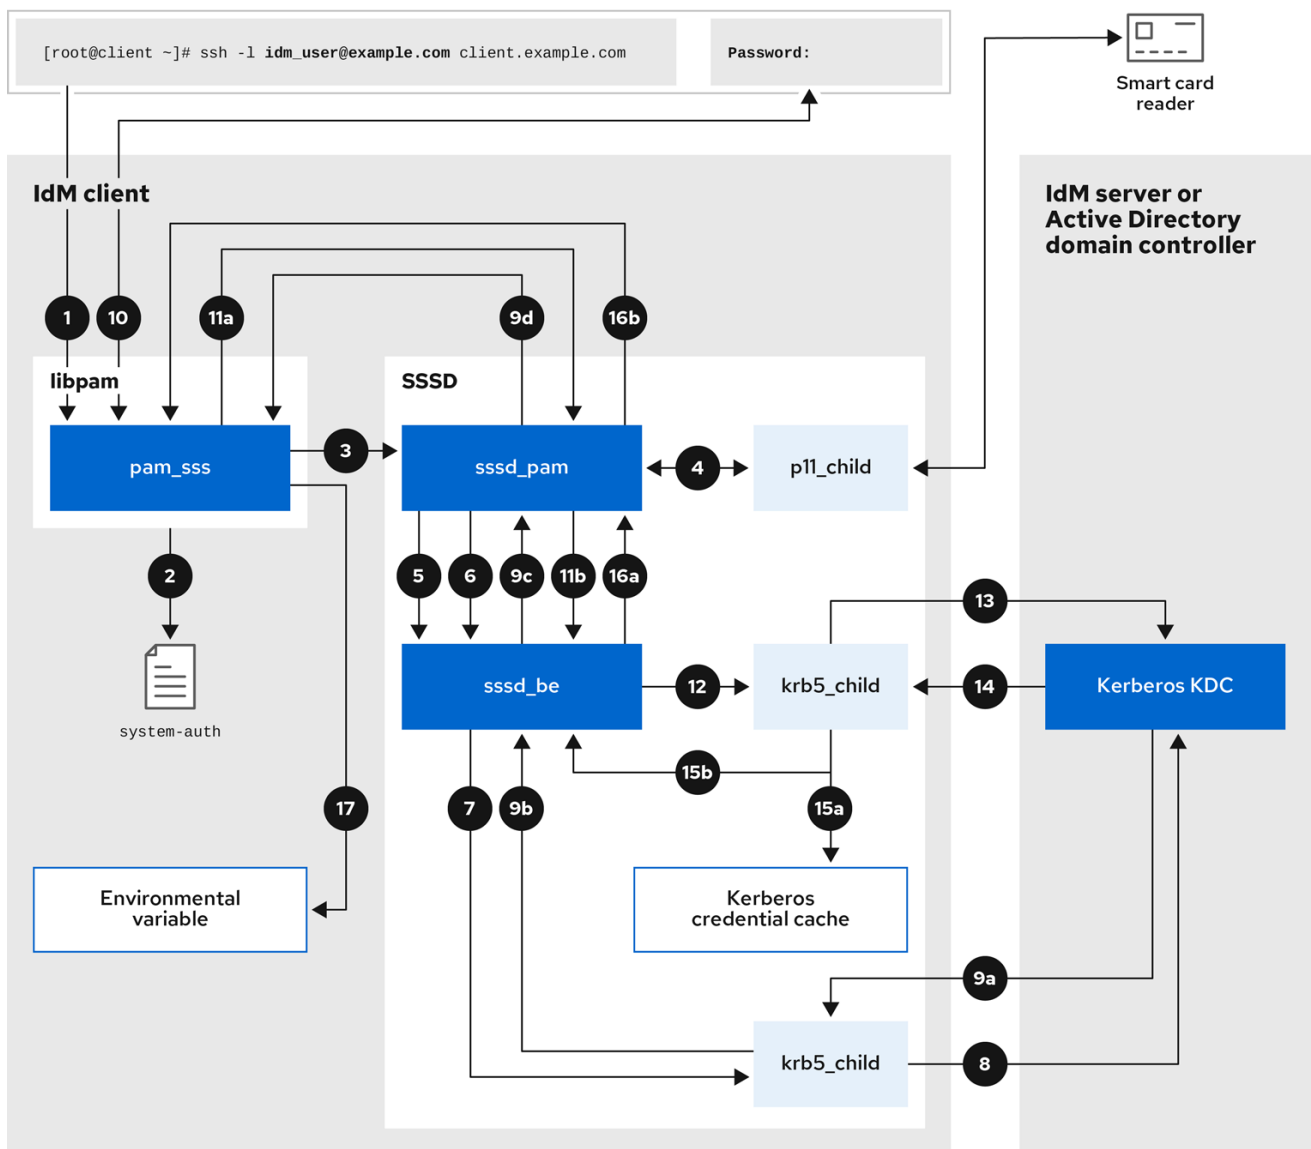 [root@client ~]# ssh -l idm_user@example.com client.example.com
Password:
Smart card
reader
IdM client
IdM server or
Active Directory
domain controller
1
10
11a
9d
16b
libpam
SSSD
pam_sss
3
sssd_pam
4
p11_child
2
5
6
9c
11b
16a
13
system-auth
sssd_be
12
krb5_child
14
Kerberos KDC
15b
17
7
9b
15a
Environmental
variable
Kerberos
credential cache
9a
krb5_child
8